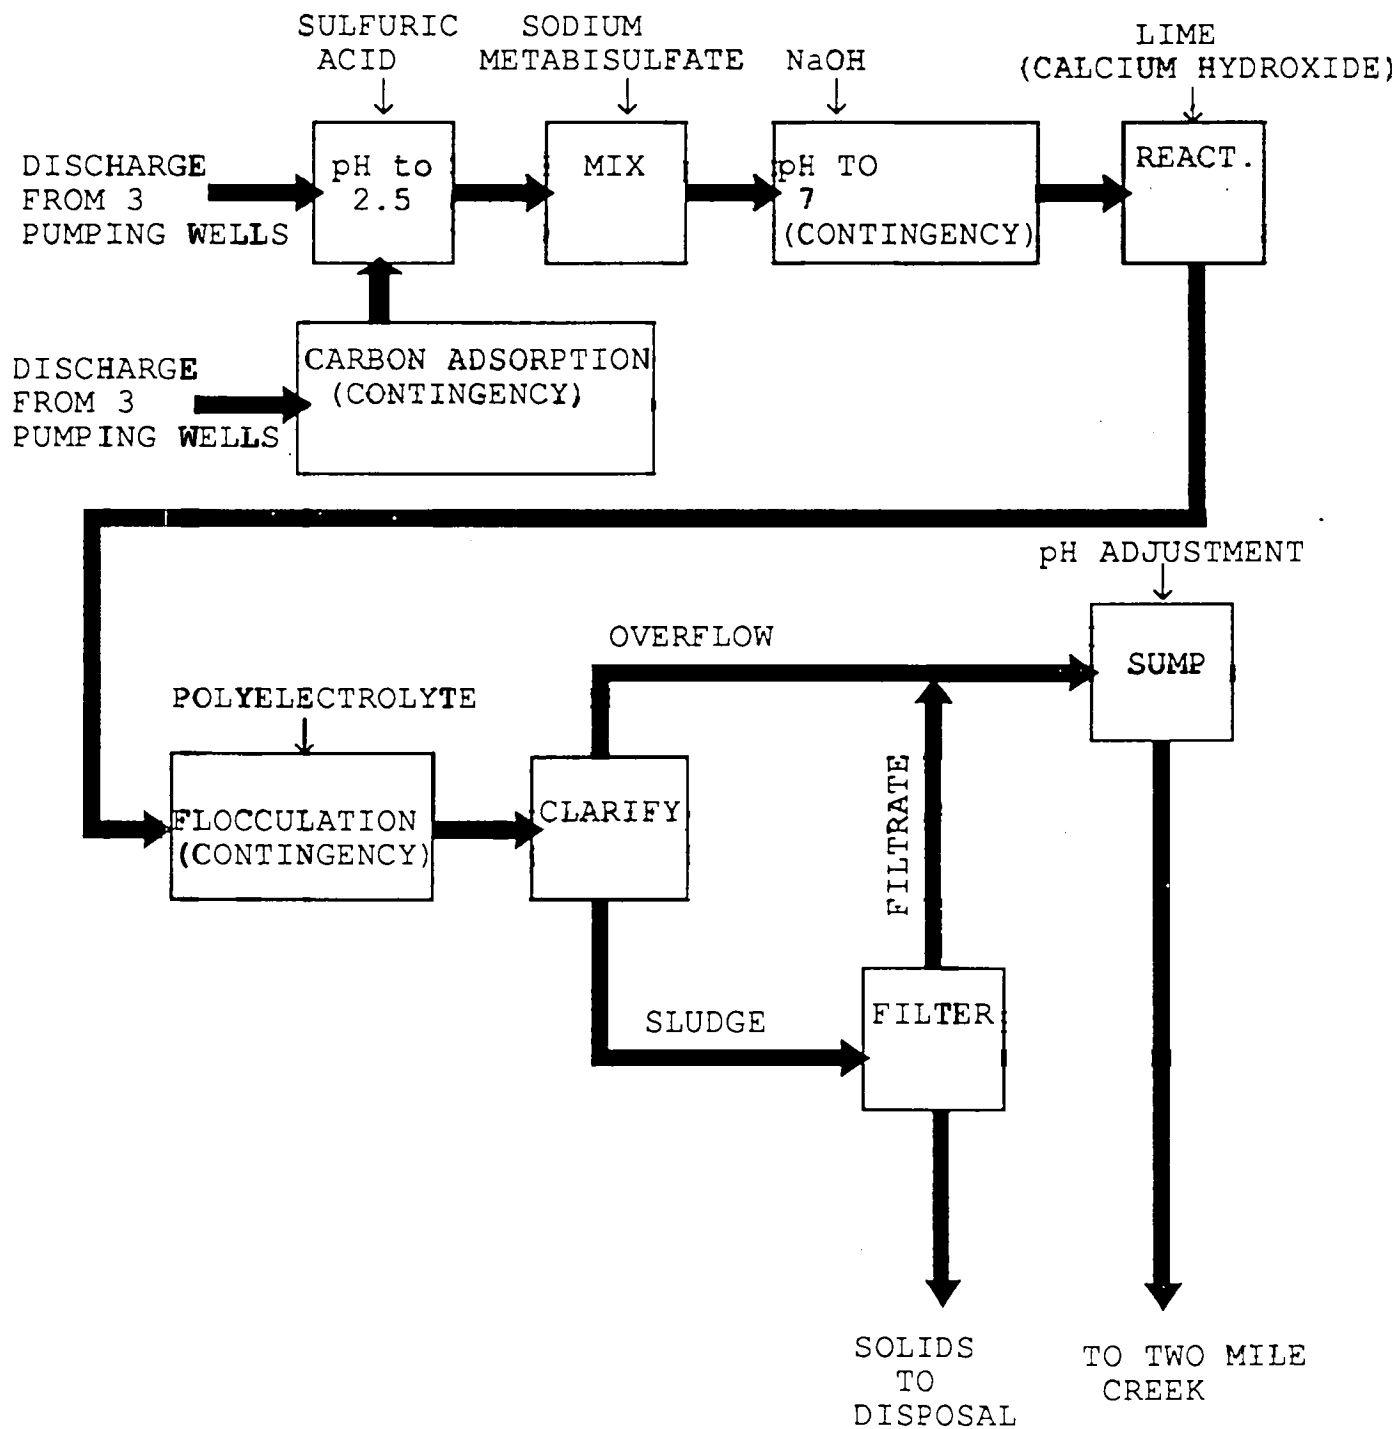 SULFURIC
ACID
SODIUM
METABISULFATE
NaOH
LIME
(CALCIUM HYDROXIDE)
DISCHARGE
FROM 3
PUMPING WELLS
pH to
2.5
MIX
pH TO
7
(CONTINGENCY)
REACT.
DISCHARGE
FROM 3
PUMPING WELLS
CARBON ADSORPTION
(CONTINGENCY)
pH ADJUSTMENT
OVERFLOW
SUMP
POLYELECTROLYTE
FLOCCULATION
(CONTINGENCY)
CLARIFY
FILTRATE
SLUDGE
FILTER
SOLIDS
TO
DISPOSAL
TO TWO MILE
CREEK